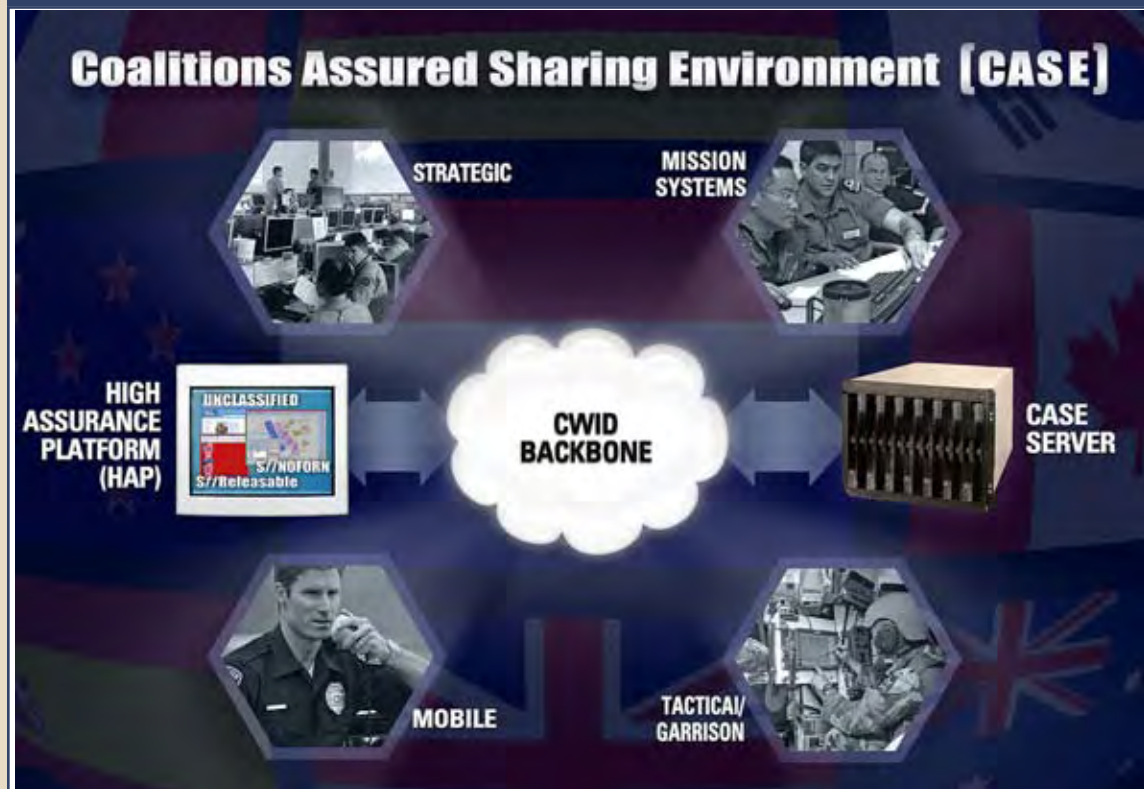 Coalitions Assured Sharing Environment (CASE)
STRATEGIC
MISSION
SYSTEMS
HIGH
ASSURANCE
PLATFORM
(HAP)
UNCLASSIFIED
S//NOFORN
S//Releasable
CWID
BACKBONE
CASE
SERVER
MOBILE
TACTICAL/
GARRISON